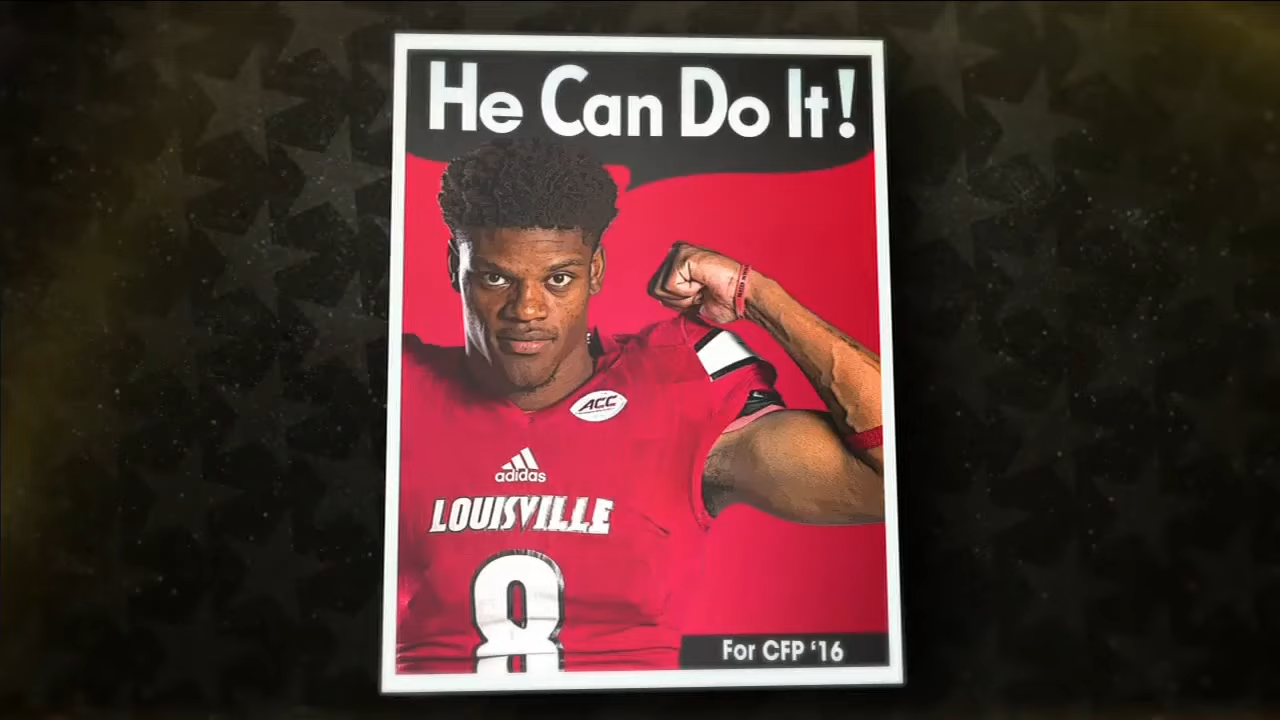 He Can Do It!
ACC
adidas
LOUISVILLE
8
For CFP ‘16